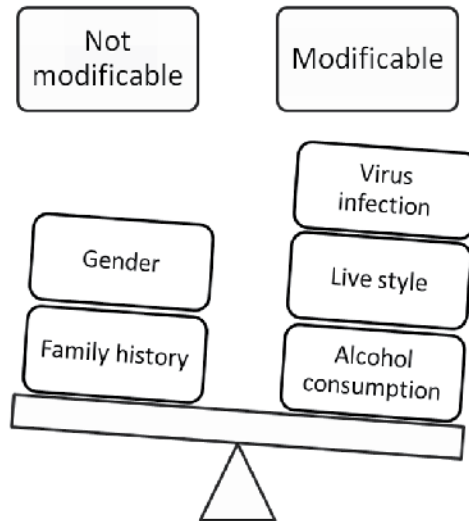 Not
modificable
Modificable
Gender
Family history
Virus
infection
Live style
Alcohol
consumption